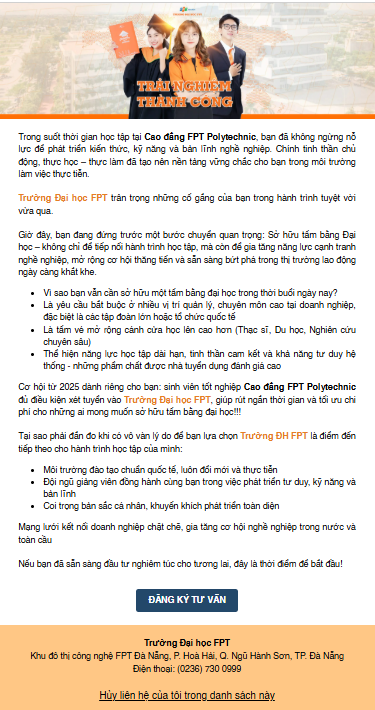 TRẢI NGHIỆM
THÀNH CÔNG
Trong suốt thời gian học tập tại Cao đẳng FPT Polytechnic, bạn đã không ngừng nỗ
lực để phát triển kiến thức, kỹ năng và bản lĩnh nghề nghiệp. Chính tinh thần chủ
động, thực học – thực làm đã tạo nên nền tảng vững chắc cho bạn trong môi trường
làm việc thực tiễn.
Trường Đại học FPT trân trọng những cố gắng của bạn trong hành trình tuyệt vời
vừa qua.
Giờ đây, bạn đang đứng trước một bước chuyển quan trọng: Sở hữu tấm bằng Đại
học – không chỉ để tiếp nối hành trình học tập, mà còn để gia tăng năng lực cạnh tranh
nghề nghiệp, mở rộng cơ hội thăng tiến và sẵn sàng bứt phá trong thị trường lao động
ngày càng khắt khe.
• Vì sao bạn vẫn cần sở hữu một tấm bằng đại học trong thời buổi ngày nay?
• Là yêu cầu bắt buộc ở nhiều vị trí quản lý, chuyên môn cao tại doanh nghiệp,
đặc biệt là các tập đoàn lớn hoặc tổ chức quốc tế
• Là tấm vé mở rộng cánh cửa học lên cao hơn (Thạc sĩ, Du học, Nghiên cứu
chuyên sâu)
• Thể hiện năng lực học tập dài hạn, tinh thần cam kết và khả năng tư duy hệ
thống - những phẩm chất được nhà tuyển dụng đánh giá cao
Cơ hội từ 2025 dành riêng cho bạn: sinh viên tốt nghiệp Cao đẳng FPT Polytechnic
đủ điều kiện xét tuyển vào Trường Đại học FPT, giúp rút ngắn thời gian và tối ưu chi
phí cho những ai mong muốn sở hữu tấm bằng đại học!!!
Tại sao phải đắn đo khi có vô vàn lý do để bạn lựa chọn Trường ĐH FPT là điểm đến
tiếp theo cho hành trình học tập của mình:
• Môi trường đào tạo chuẩn quốc tế, luôn đổi mới và thực tiễn
• Đội ngũ giảng viên đồng hành cùng bạn trong việc phát triển tư duy, kỹ năng và
bản lĩnh
• Coi trọng bản sắc cá nhân, khuyến khích phát triển toàn diện
Mạng lưới kết nối doanh nghiệp chặt chẽ, gia tăng cơ hội nghề nghiệp trong nước và
toàn cầu
Nếu bạn đã sẵn sàng đầu tư nghiêm túc cho tương lai, đây là thời điểm để bắt đầu!
ĐĂNG KÝ TƯ VẤN
Trường Đại học FPT
Khu đô thị công nghệ FPT Đà Nẵng, P. Hoà Hải, Q. Ngũ Hành Sơn, TP. Đà Nẵng
Điện thoại: (0236) 730 0999
Hủy liên hệ của tôi trong danh sách này